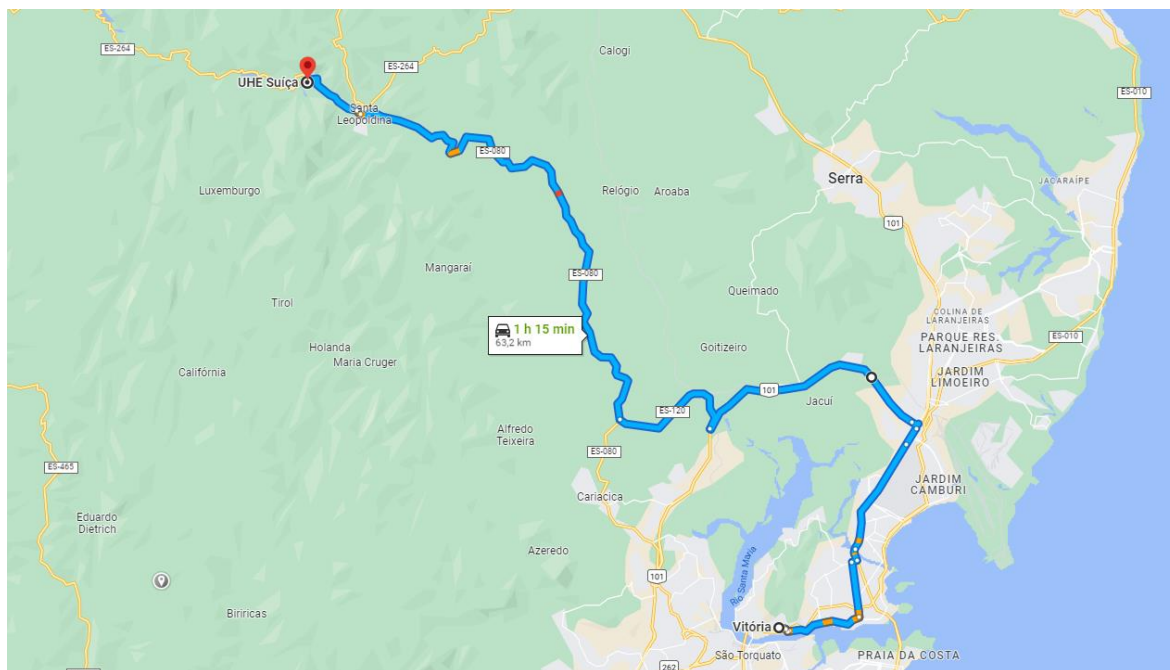 ES-264
Calogi
ES-010
ES-264
UHE Suíça
Santa
Leopoldina
ES-080
Serra
JACARAÍPE
Luxemburgo
Relógio
Aroaba
101
Mangaraí
ES-080
Queimado
Tirol
COLINA DE
LARANJEIRAS
1 h 15 min
63,2 km
PARQUE RES.
LARANJEIRAS
ES-010
Holanda
Goitizeiro
Maria Cruger
JARDIM
LIMOEIRO
Califórnia
101
Jacuí
ES-120
Alfredo
Teixeira
ES-080
ES-465
JARDIM
CAMBURI
Cariacica
Eduardo
Dietrich
Azeredo
101
Rio Santa Maria
Biriricas
Vitória
São Torquato
PRAIA DA COSTA
262